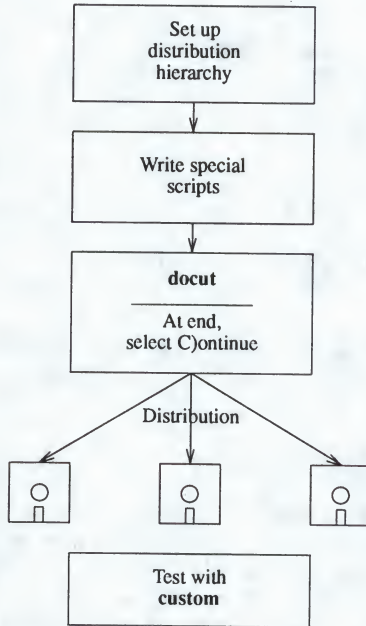 Set up
distribution
hierarchy
Write special
scripts
docut
At end,
select C)ontinue
Distribution
Test with
custom